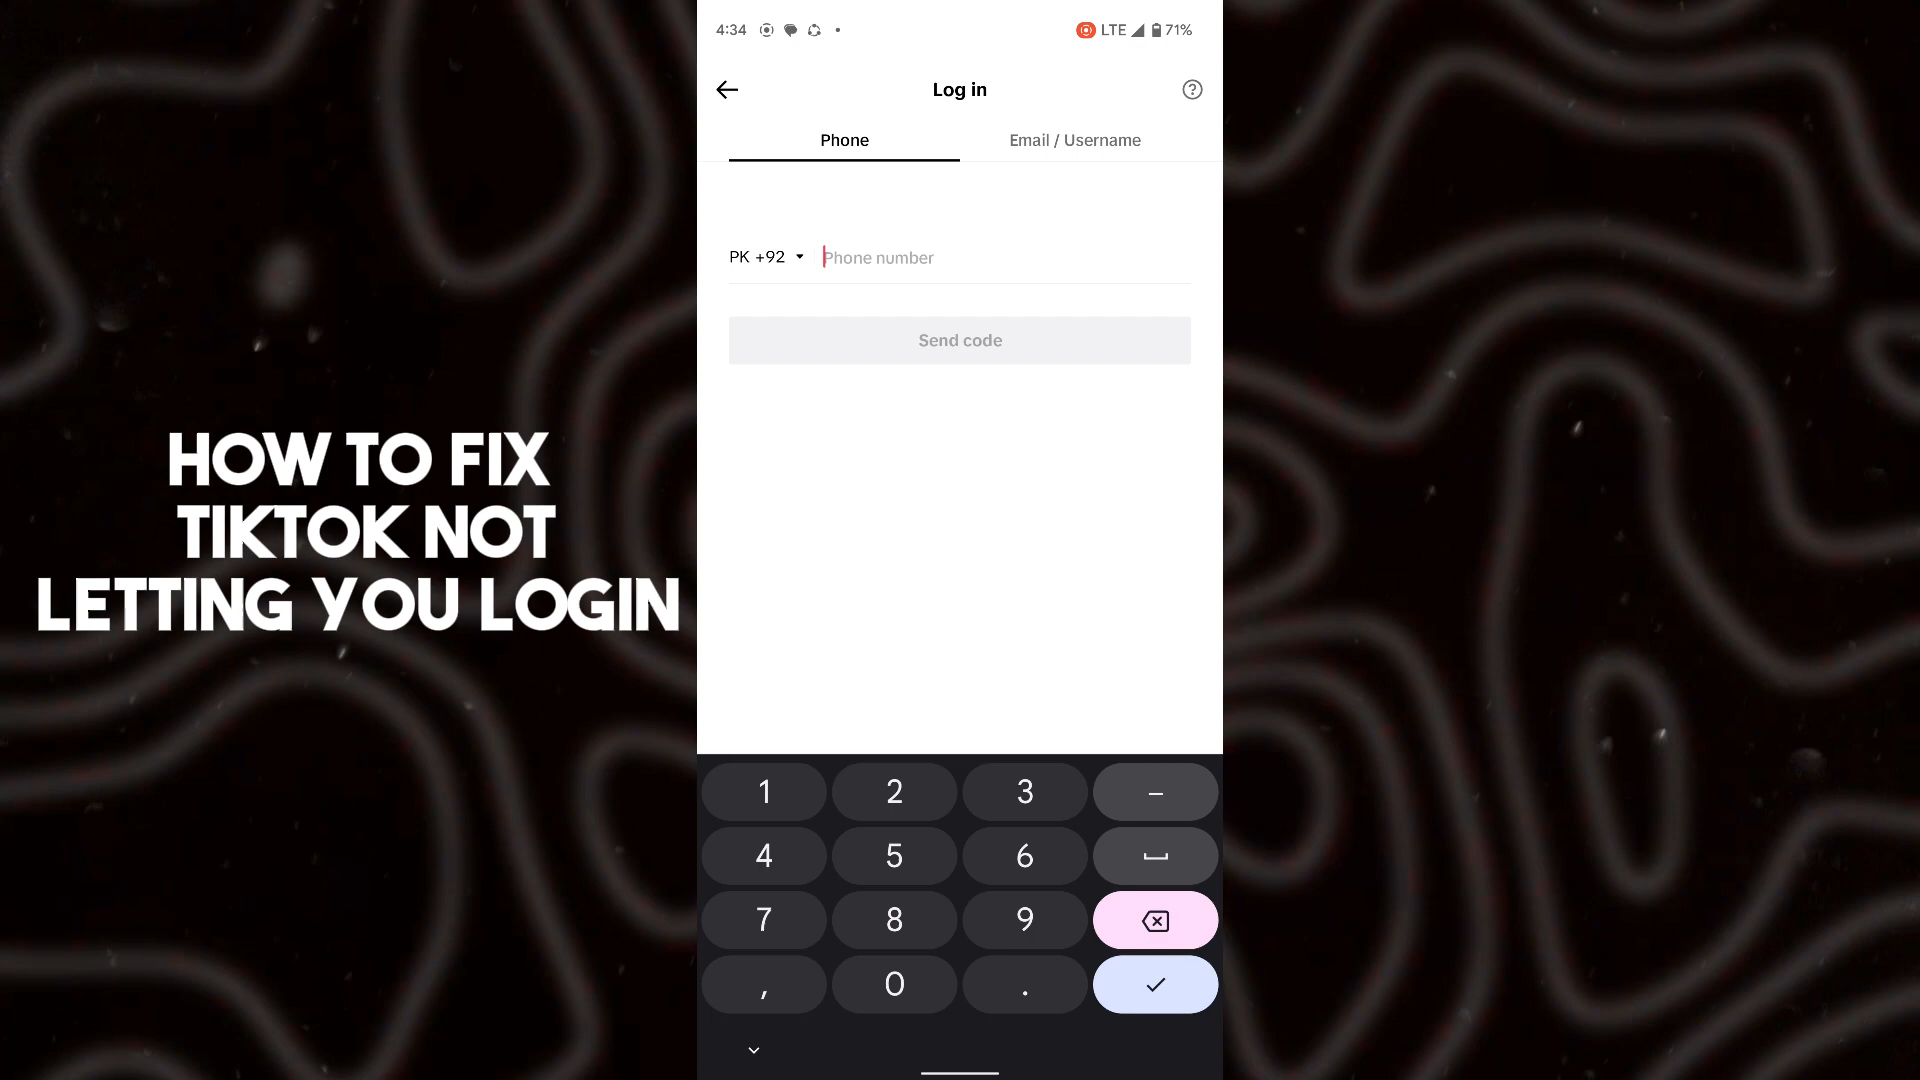 HOW TO FIX
TIKTOK NOT
LETTING YOU LOGIN
4:34
LTE 71%
Log in
Phone
Email / Username
PK +92
Phone number
Send code
1 2 3 –
4 5 6
7 8 9
, 0 .